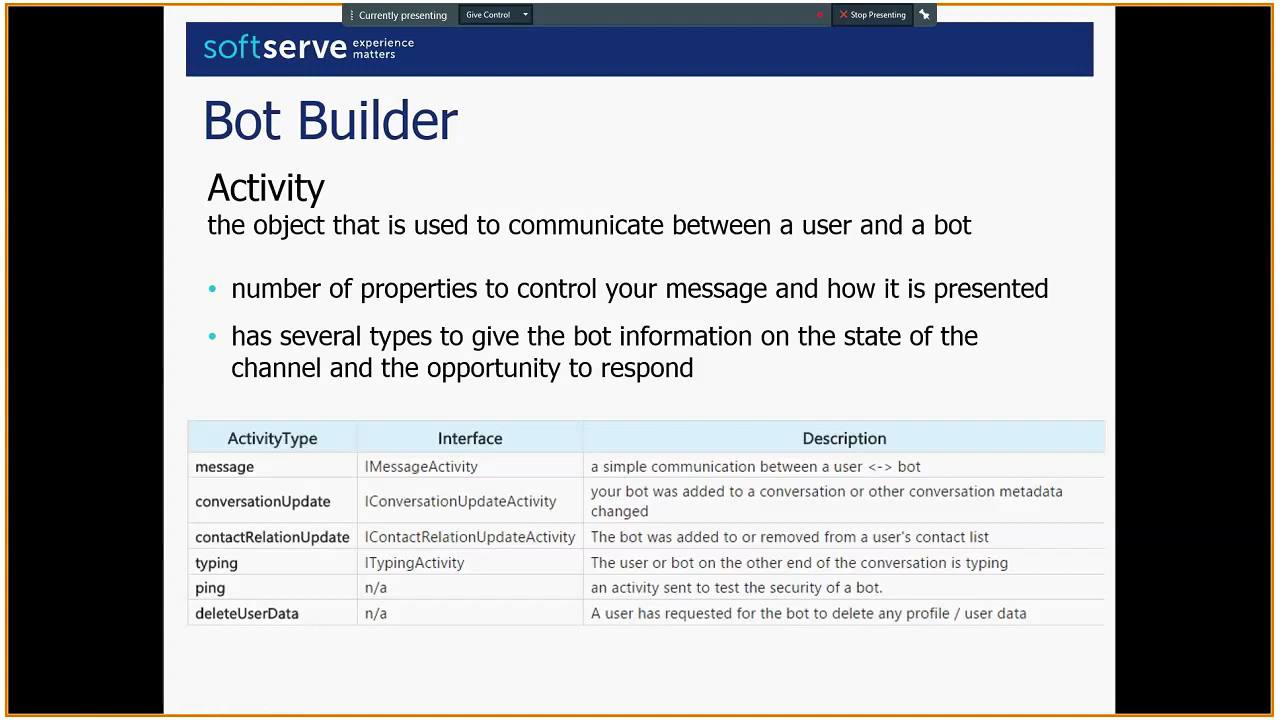 Currently presenting
Give Control
Stop Presenting
softserve experience
matters
Bot Builder
Activity
the object that is used to communicate between a user and a bot
• number of properties to control your message and how it is presented
• has several types to give the bot information on the state of the
channel and the opportunity to respond
ActivityType Interface Description
message IMessageActivity a simple communication between a user <-> bot
conversationUpdate IConversationUpdateActivity your bot was added to a conversation or other conversation metadata
changed
contactRelationUpdate IContactRelationUpdateActivity The bot was added to or removed from a user's contact list
typing ITypingActivity The user or bot on the other end of the conversation is typing
ping n/a an activity sent to test the security of a bot.
deleteUserData n/a A user has requested for the bot to delete any profile / user data